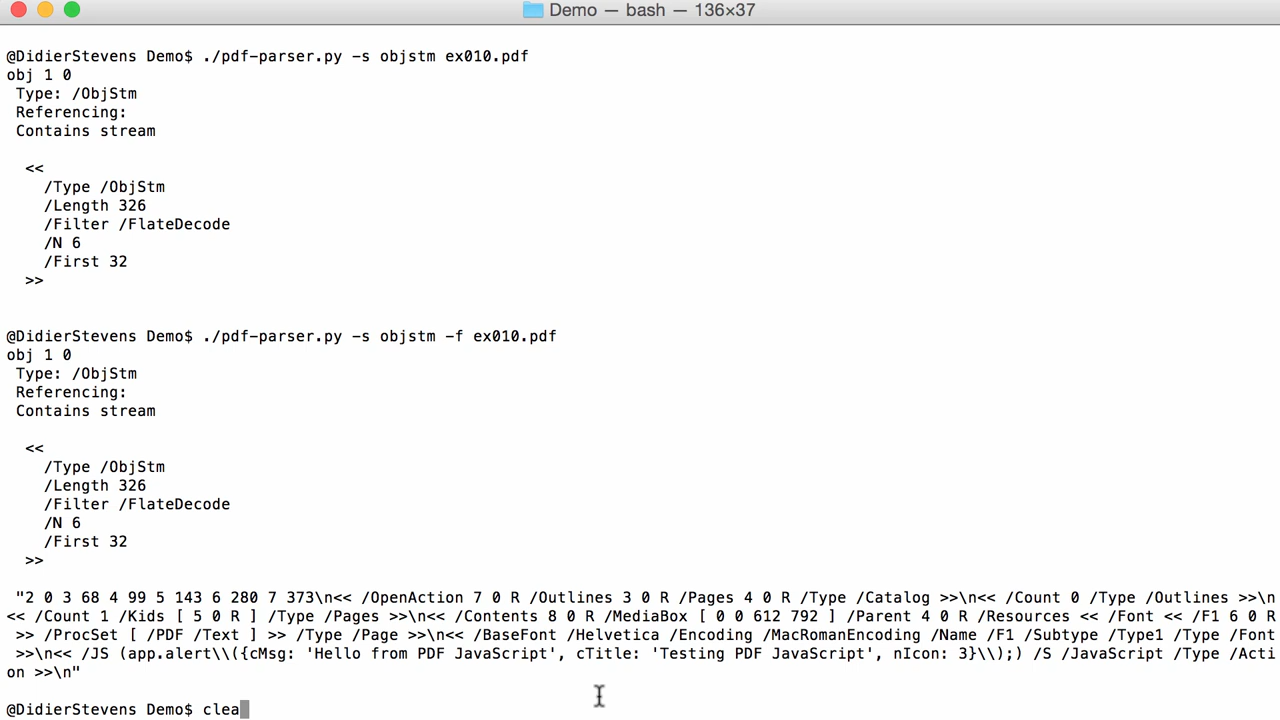 Demo — bash — 136×37
@DidierStevens Demo$ ./pdf-parser.py -s objstm ex010.pdf
obj 1 0
Type: /ObjStm
Referencing:
Contains stream
<<
/Type /ObjStm
/Length 326
/Filter /FlateDecode
/N 6
/First 32
>>
@DidierStevens Demo$ ./pdf-parser.py -s objstm -f ex010.pdf
obj 1 0
Type: /ObjStm
Referencing:
Contains stream
<<
/Type /ObjStm
/Length 326
/Filter /FlateDecode
/N 6
/First 32
>>
"2 0 3 68 4 99 5 143 6 280 7 373\n<< /OpenAction 7 0 R /Outlines 3 0 R /Pages 4 0 R /Type /Catalog >>\n<< /Count 0 /Type /Outlines >>\n
<< /Count 1 /Kids [ 5 0 R ] /Type /Pages >>\n<< /Contents 8 0 R /MediaBox [ 0 0 612 792 ] /Parent 4 0 R /Resources << /Font << /F1 6 0 R
>> /ProcSet [ /PDF /Text ] >> /Type /Page >>\n<< /BaseFont /Helvetica /Encoding /MacRomanEncoding /Name /F1 /Subtype /Type1 /Type /Font
>>\n<< /JS (app.alert\\({cMsg: 'Hello from PDF JavaScript', cTitle: 'Testing PDF JavaScript', nIcon: 3}\\);) /S /JavaScript /Type /Acti
on >>\n"
@DidierStevens Demo$ clea